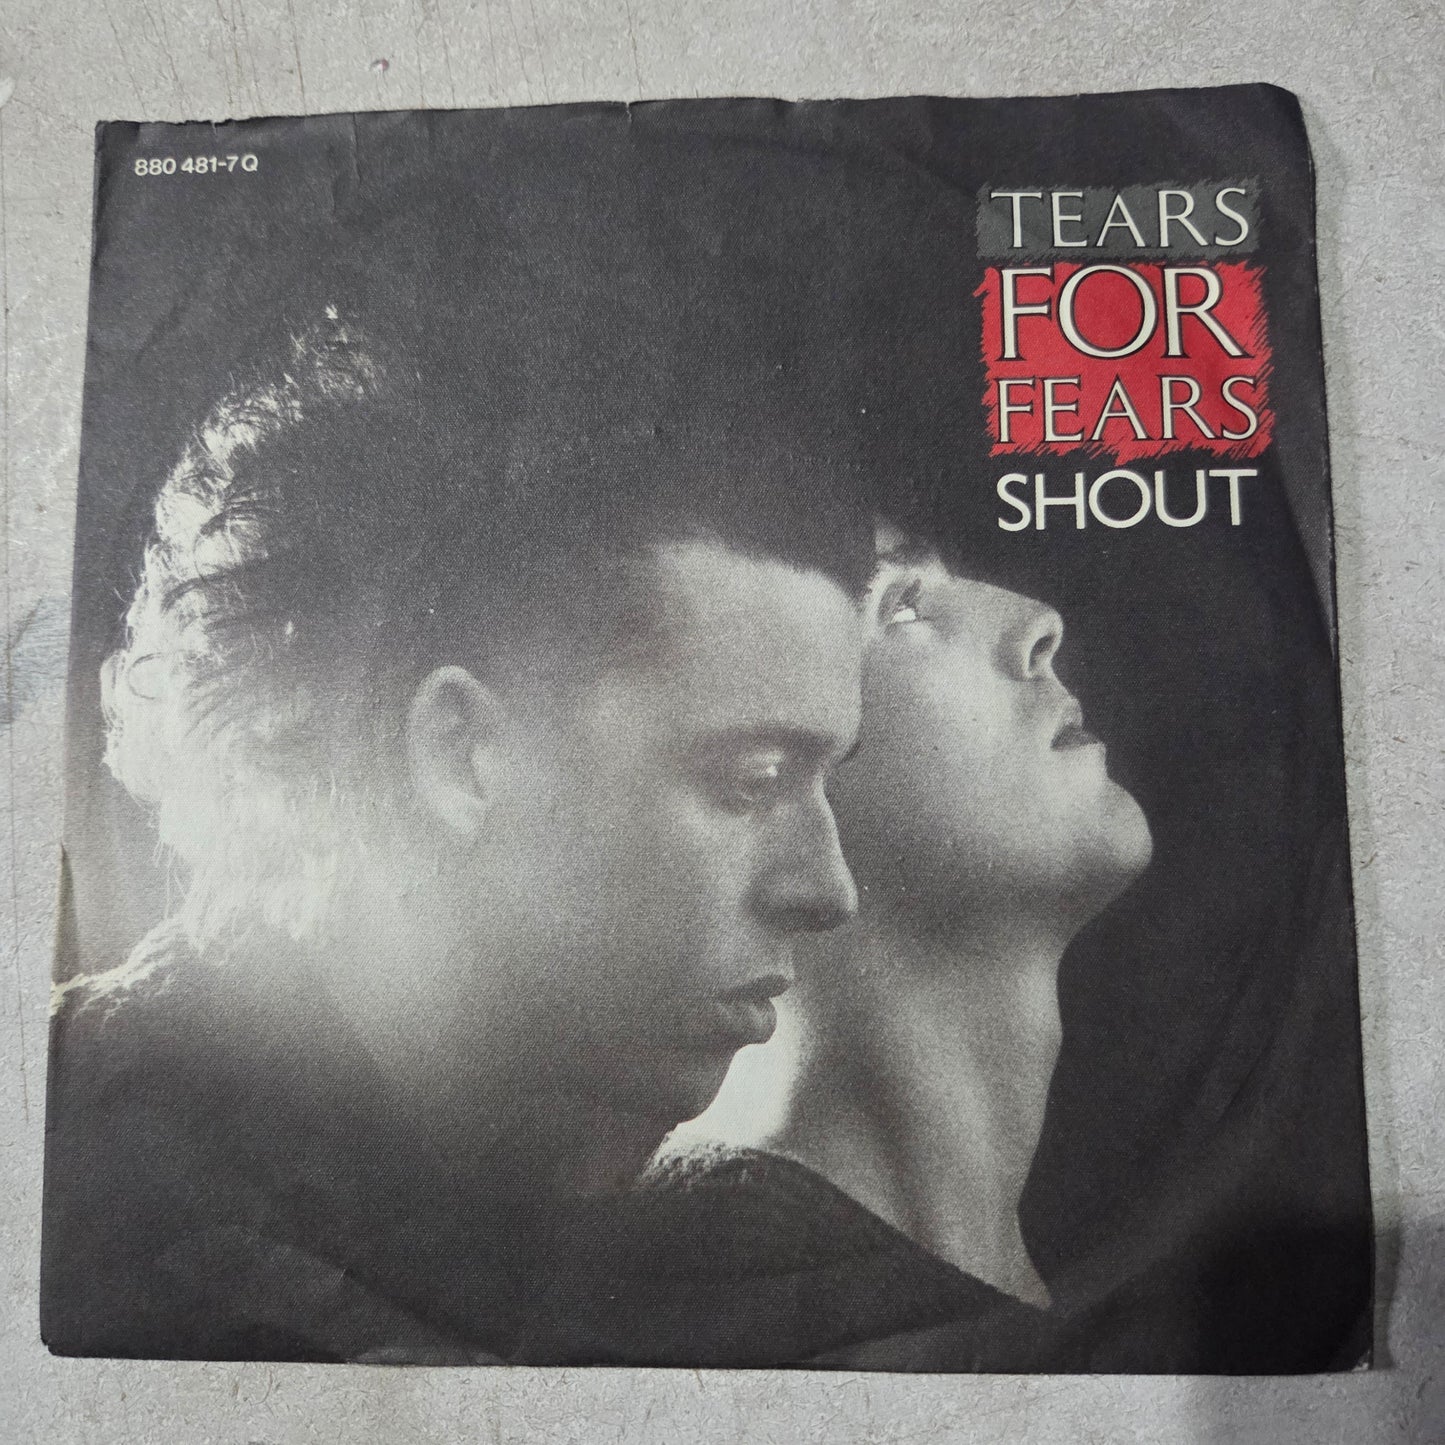 880 481-7 Q
TEARS
FOR
FEARS
SHOUT